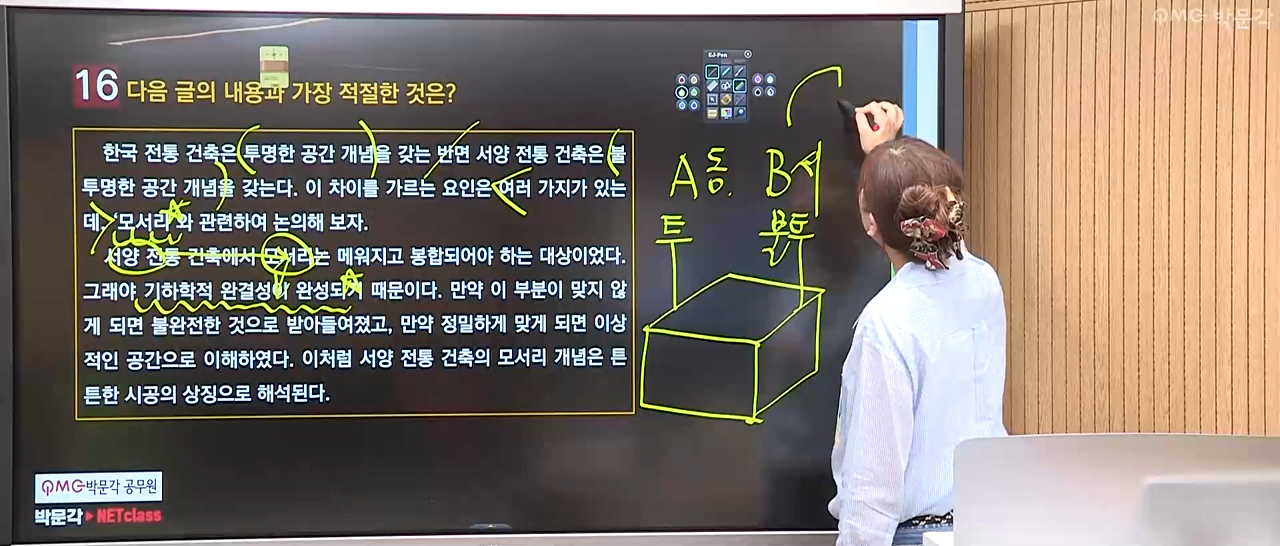 PMG 박문각
EJ-Pen
16 다음 글의 내용과 가장 적절한 것은?
한국 전통 건축은 투명한 공간 개념을 갖는 반면 서양 전통 건축은 불
투명한 공간 개념을 갖는다. 이 차이를 가르는 요인은 여러 가지가 있는
데, ‘모서리’와 관련하여 논의해 보자.
서양 전통 건축에서 모서리는 메워지고 봉합되어야 하는 대상이었다.
그래야 기하학적 완결성이 완성되기 때문이다. 만약 이 부분이 맞지 않
게 되면 불완전한 것으로 받아들여졌고, 만약 정밀하게 맞게 되면 이상
적인 공간으로 이해하였다. 이처럼 서양 전통 건축의 모서리 개념은 튼
튼한 시공의 상징으로 해석된다.
A 동. B 서
투 불투
PMG 박문각 공무원
박문각 NETclass